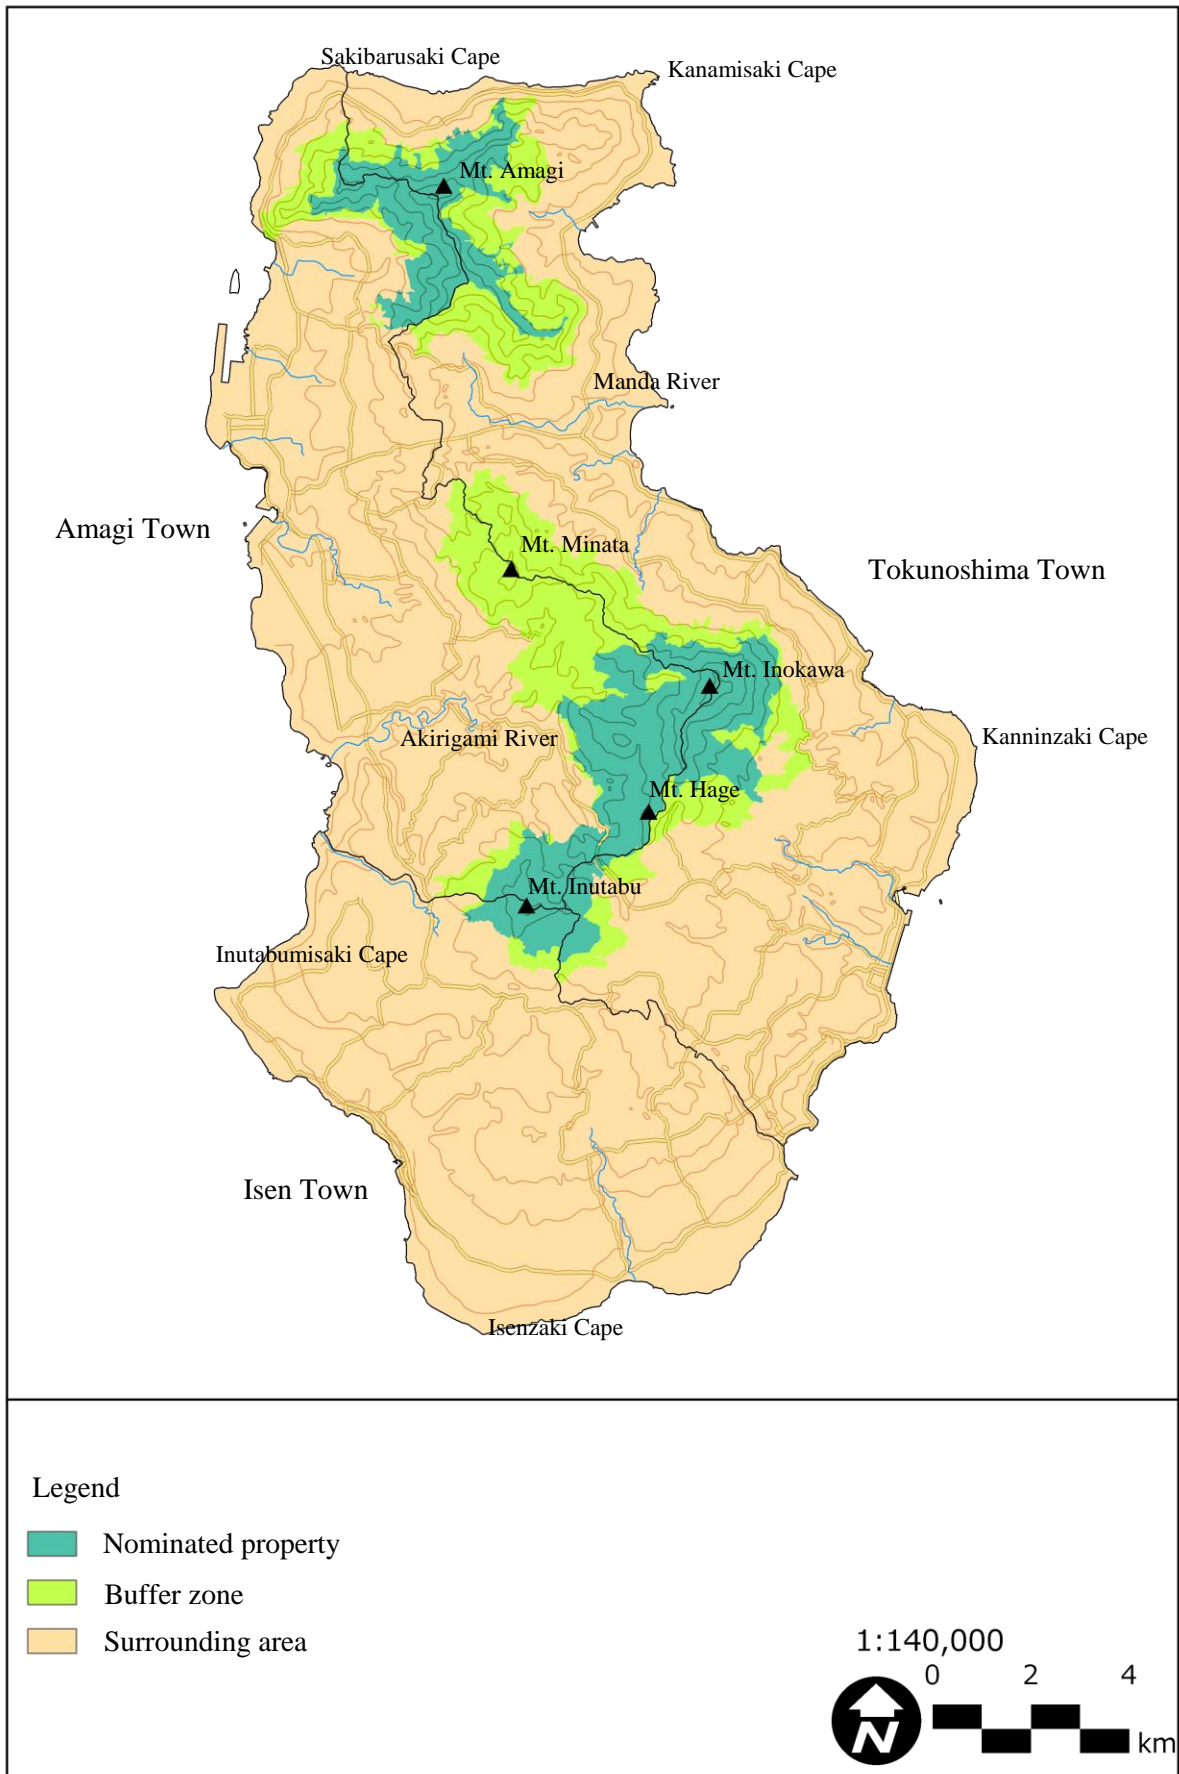 Sakibarusaki Cape
Kanamisaki Cape
Mt. Amagi
Manda River
Amagi Town
Mt. Minata
Tokunoshima Town
Mt. Inokawa
Akirigami River
Kanninzaki Cape
Mt. Hage
Mt. Inutabu
Inutabumisaki Cape
Isen Town
Isenzaki Cape
Legend
Nominated property
Buffer zone
Surrounding area
1:140,000
0 2 4
km
N